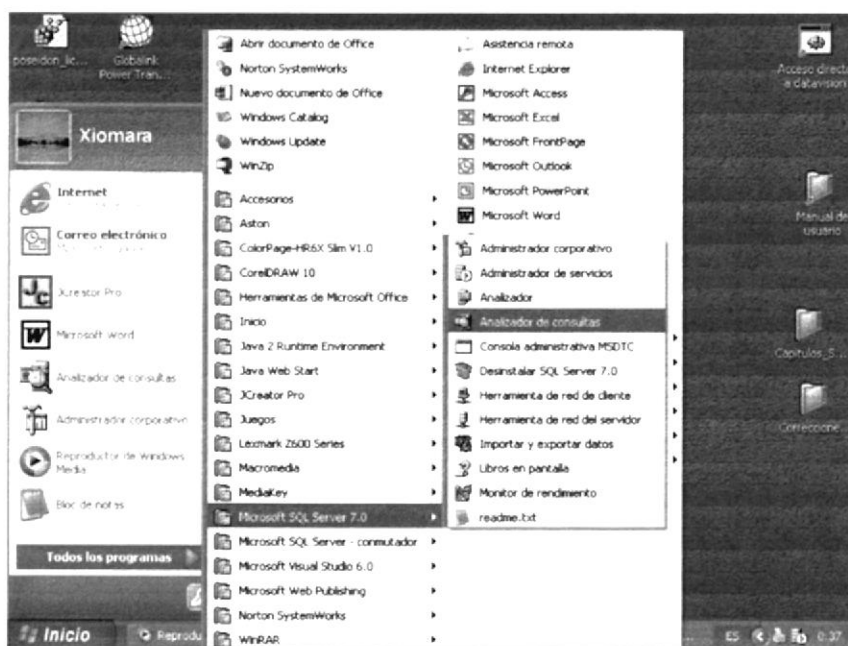 poseidon_lic...
Globalink
Power Tran...
Xiomara
Internet
Correo electrónico
JCreator Pro
Microsoft Word
Analizador de consultas
Administrador corporativo
Reproductor de Windows
Media
Bloc de notas
Todos los programas
Inicio
Reprodu
Abrir documento de Office
Norton SystemWorks
Nuevo documento de Office
Windows Catalog
Windows Update
WinZip
Accesorios
Aston
ColorPage-HR6X Slim V1.0
CorelDRAW 10
Herramientas de Microsoft Office
Inicio
Java 2 Runtime Environment
Java Web Start
JCreator Pro
Juegos
Lexmark Z600 Series
Macromedia
MediaKey
Microsoft SQL Server 7.0
Microsoft SQL Server - conmutador
Microsoft Visual Studio 6.0
Microsoft Web Publishing
Norton SystemWorks
WinRAR
Asistencia remota
Internet Explorer
Microsoft Access
Microsoft Excel
Microsoft FrontPage
Microsoft Outlook
Microsoft PowerPoint
Microsoft Word
Administrador corporativo
Administrador de servicios
Analizador
Analizador de consultas
Consola administrativa MSDTC
Desinstalar SQL Server 7.0
Herramienta de red de cliente
Herramienta de red del servidor
Importar y exportar datos
Libros en pantalla
Monitor de rendimiento
readme.txt
Acceso direct
a datavision
Manual de
usuario
Capitulos_S...
Correccione
ES
0:37